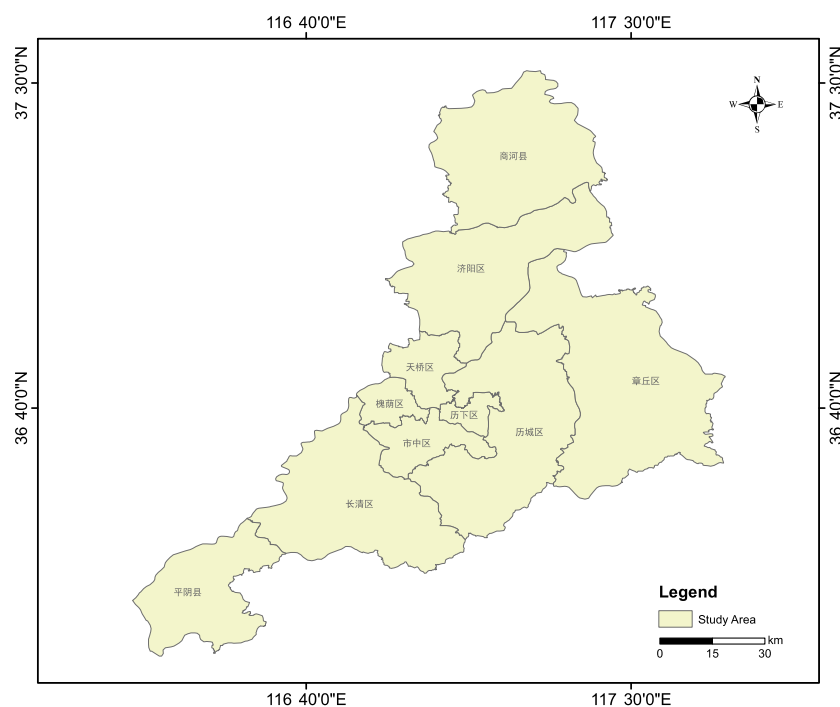 116 40'0"E 117 30'0"E
37 30'0"N
37 30'0"N
N
W E
S
商河县
济阳区
天桥区
章丘区
36 40'0"N
36 40'0"N
槐荫区
历下区
历城区
市中区
长清区
平阴县
Legend
Study Area
km
0 15 30
116 40'0"E 117 30'0"E